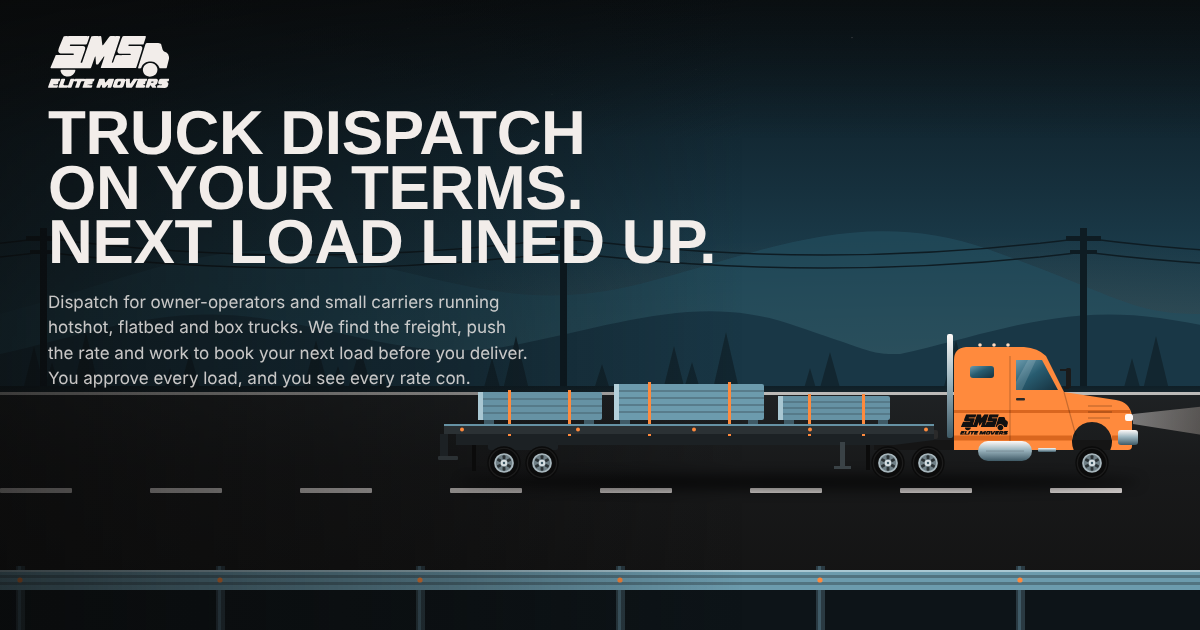 SMS
ELITE MOVERS
TRUCK DISPATCH
ON YOUR TERMS.
NEXT LOAD LINED UP.
Dispatch for owner-operators and small carriers running
hotshot, flatbed and box trucks. We find the freight, push
the rate and work to book your next load before you deliver.
You approve every load, and you see every rate con.
SMS
ELITE MOVERS